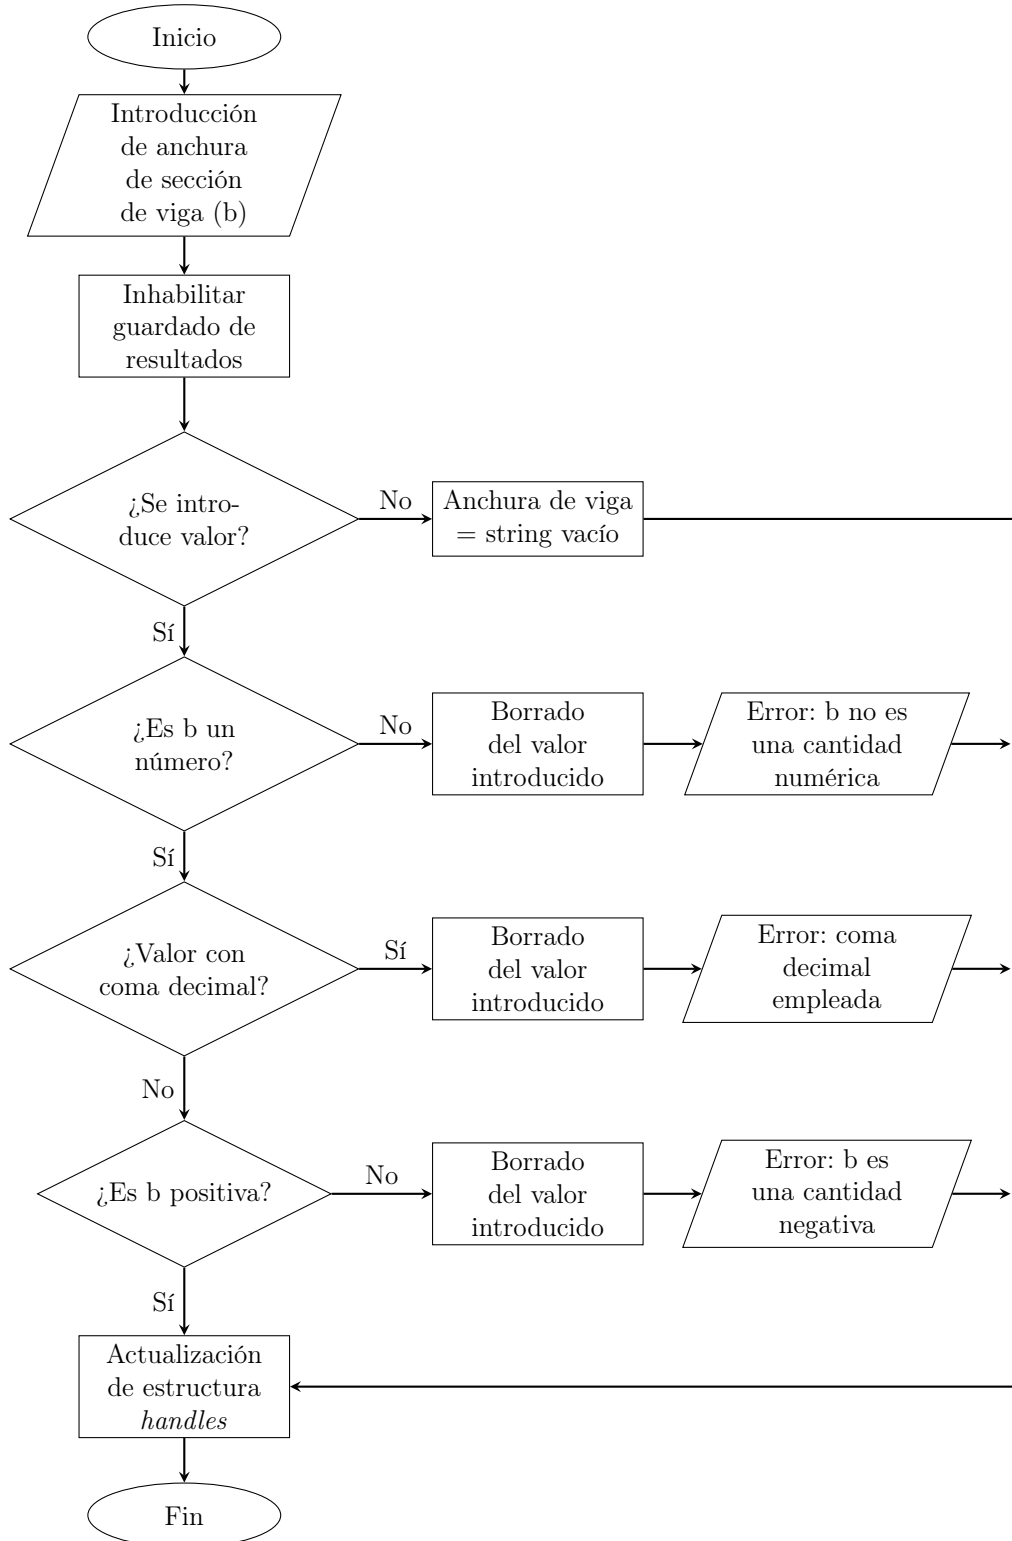 Inicio
Introducción
de anchura
de sección
de viga (b)
Inhabilitar
guardado de
resultados
¿Se intro-
duce valor?
No
Anchura de viga
= string vacío
Sí
¿Es b un
número?
No
Borrado
del valor
introducido
Error: b no es
una cantidad
numérica
Sí
¿Valor con
coma decimal?
Sí
Borrado
del valor
introducido
Error: coma
decimal
empleada
No
¿Es b positiva?
No
Borrado
del valor
introducido
Error: b es
una cantidad
negativa
Sí
Actualización
de estructura
handles
Fin